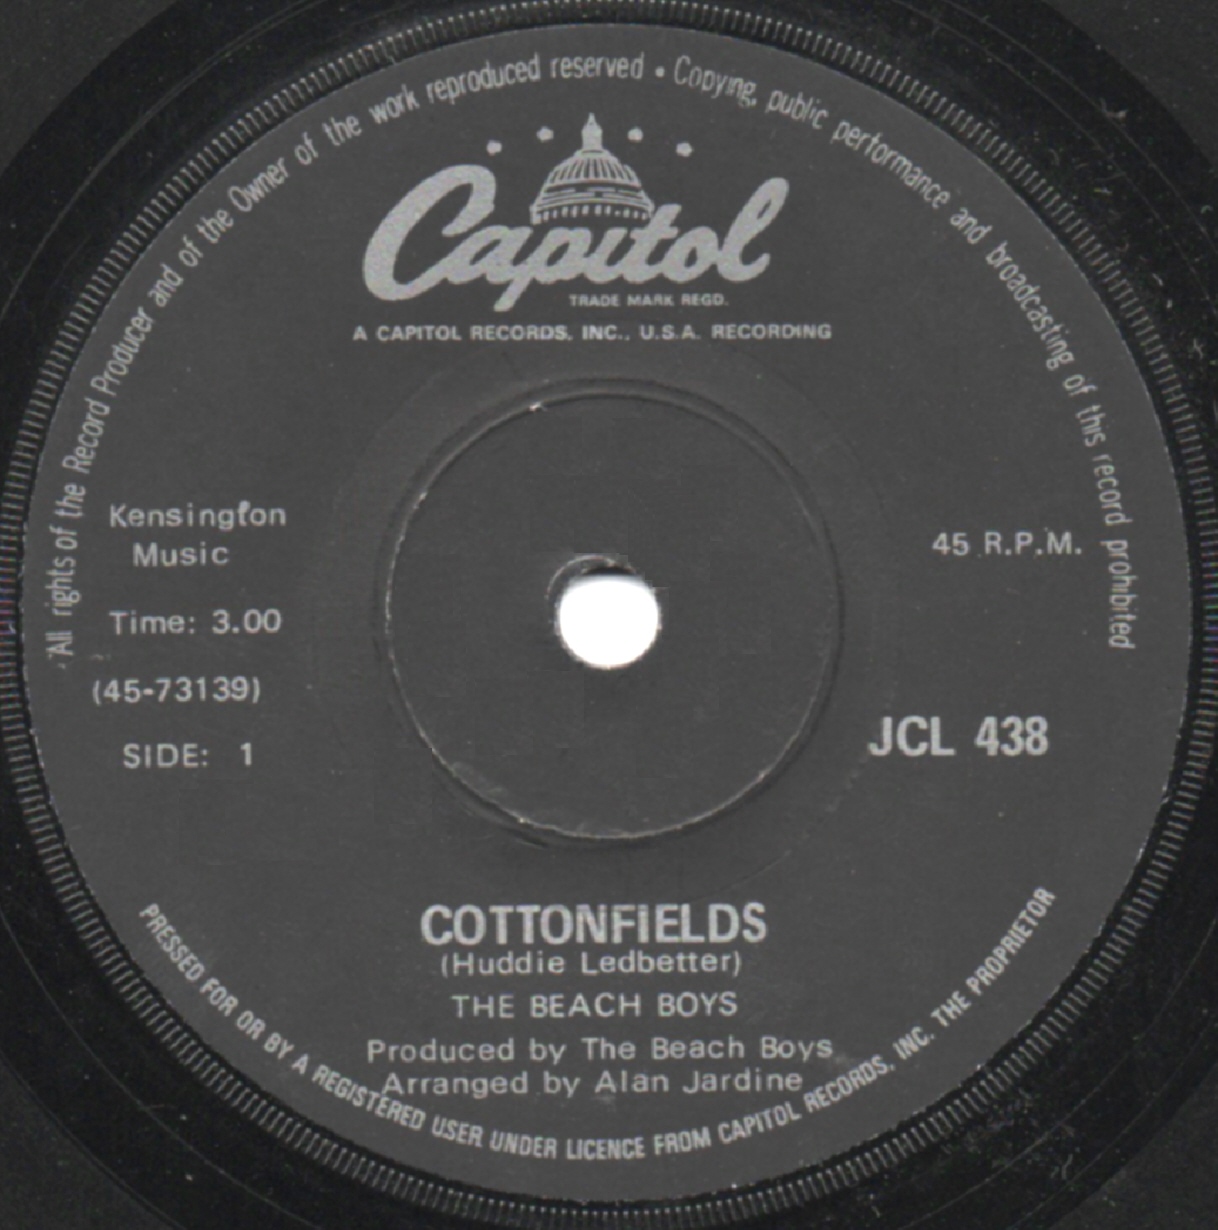 All rights of the Record Producer and of the Owner of the work reproduced reserved • Copying, public performance and broadcasting of this record prohibited
Capitol
TRADE MARK REGD.
A CAPITOL RECORDS, INC., U.S.A. RECORDING
Kensington
Music
45 R.P.M.
Time: 3.00
(45-73139)
JCL 438
SIDE: 1
COTTONFIELDS
(Huddie Ledbetter)
THE BEACH BOYS
Produced by The Beach Boys
Arranged by Alan Jardine
PRESSED FOR OR BY A REGISTERED USER UNDER LICENCE FROM CAPITOL RECORDS, INC. THE PROPRIETOR